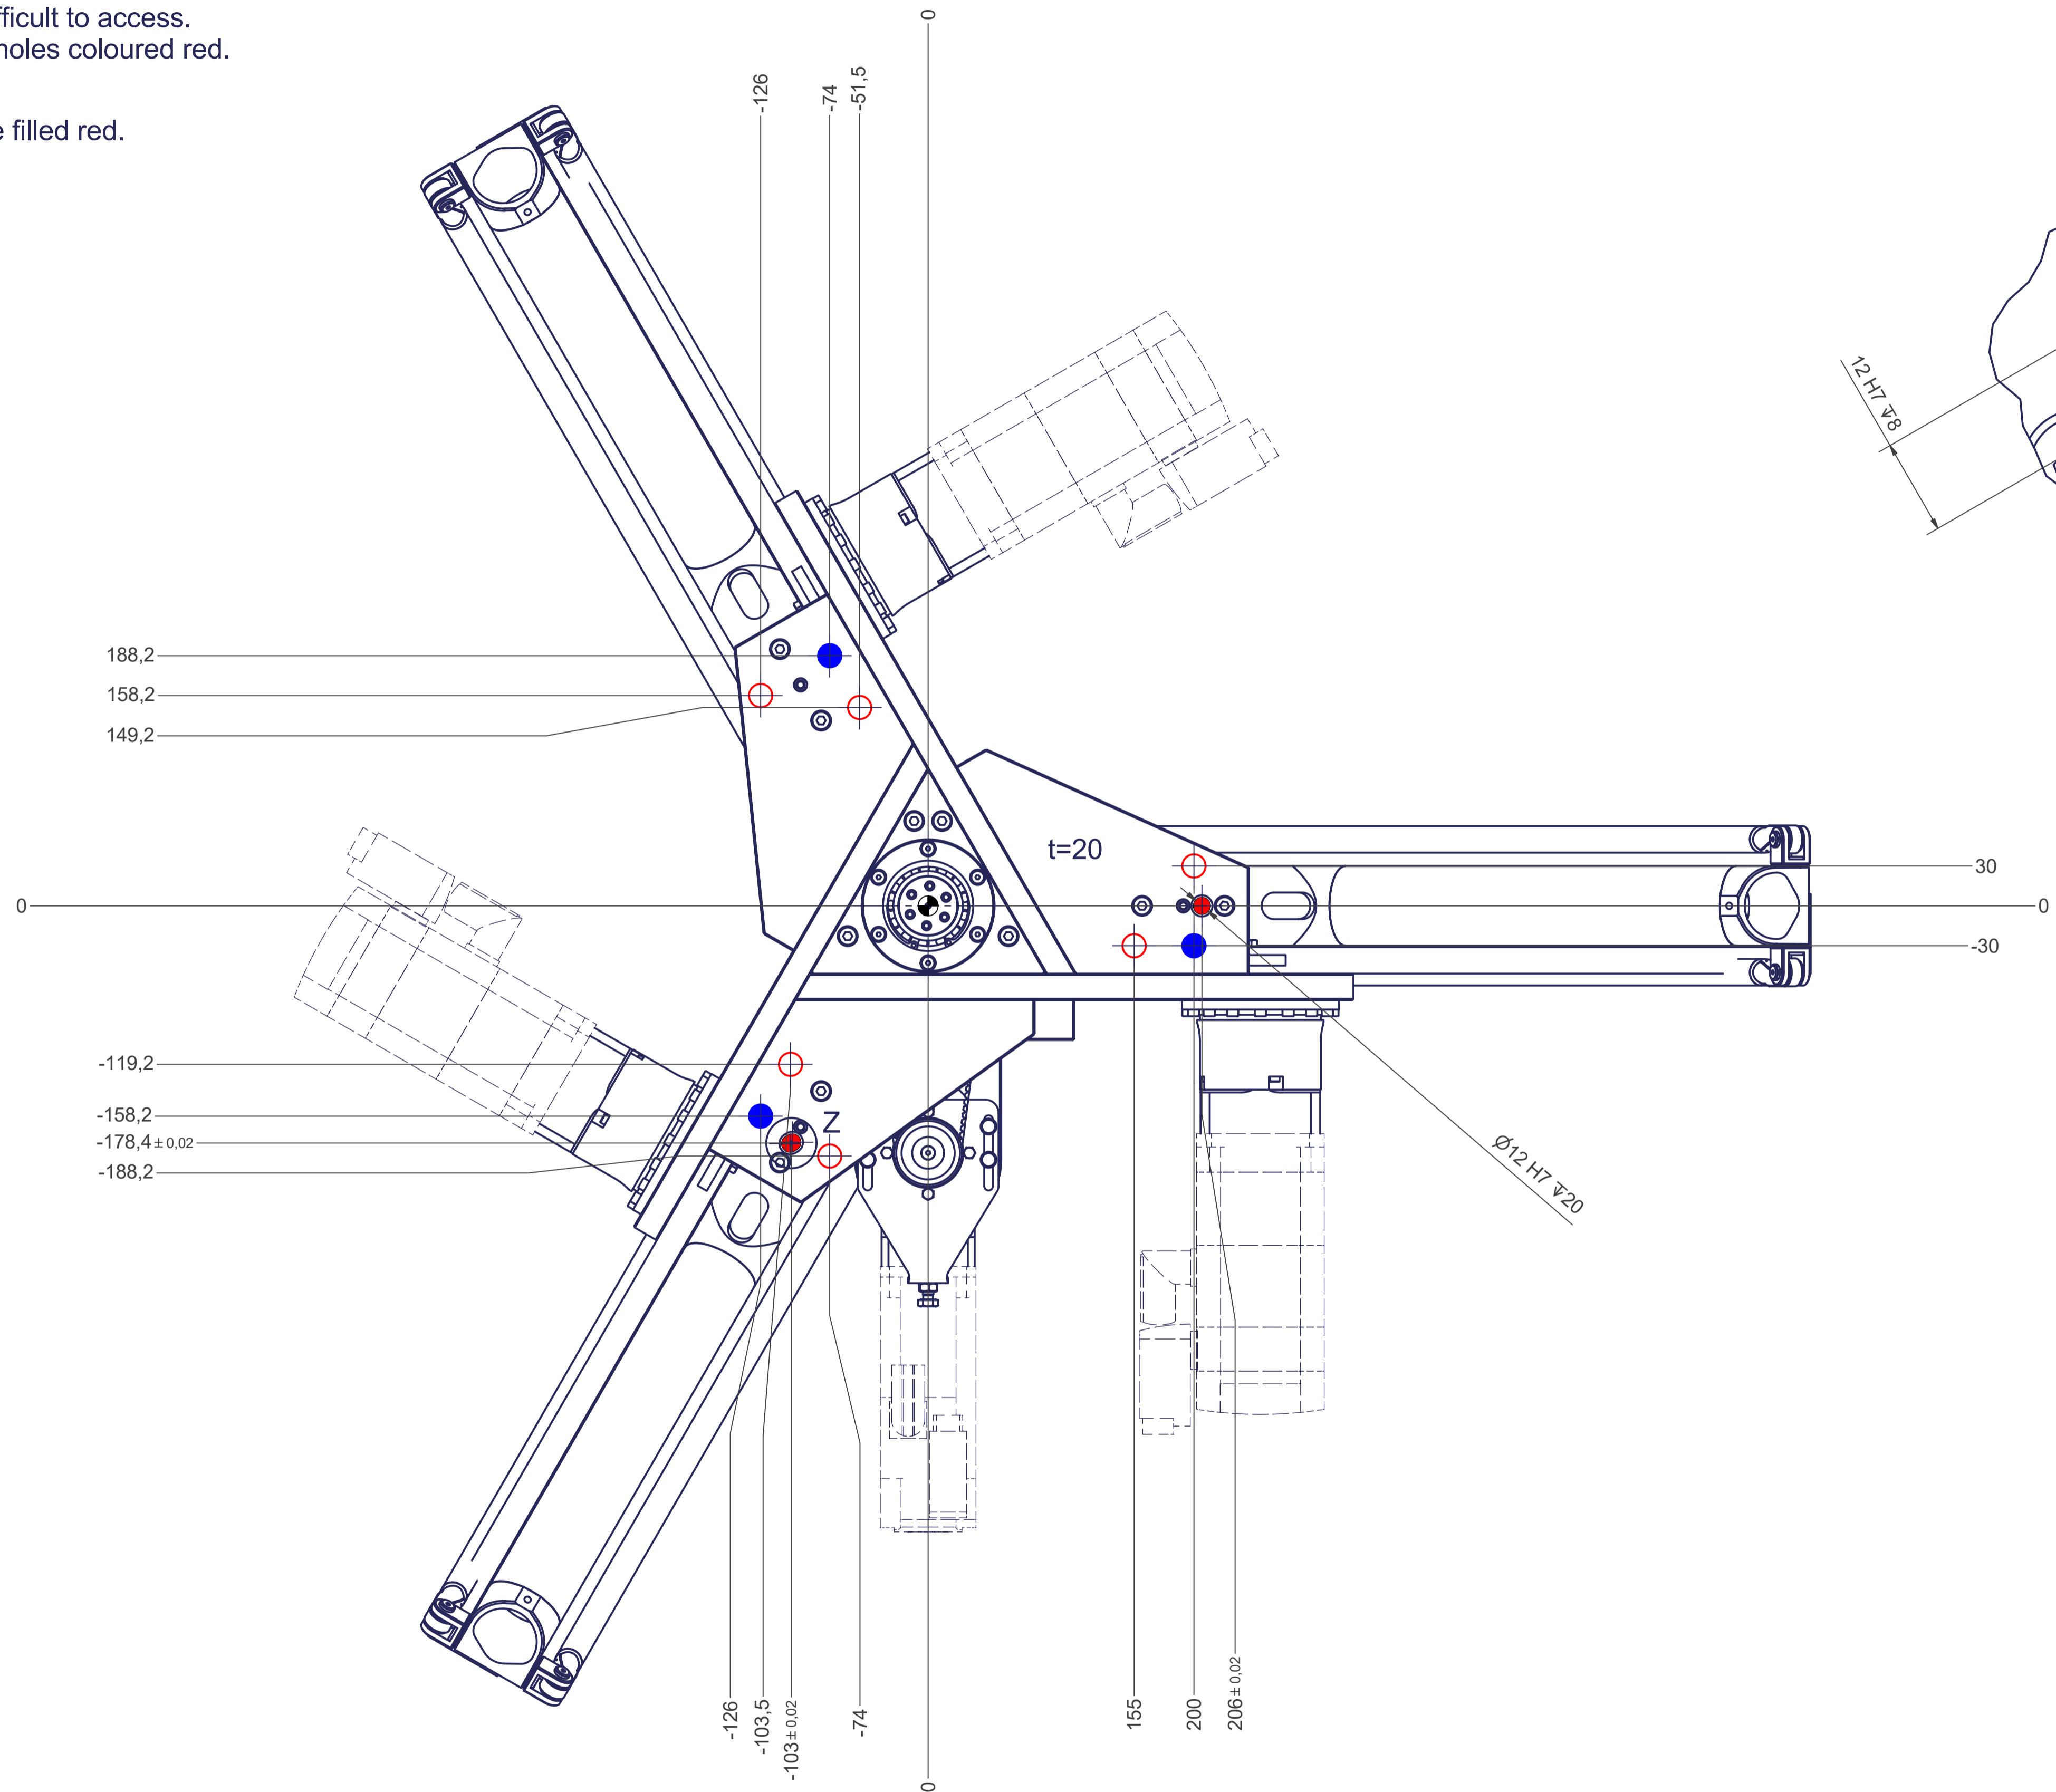 fficult to access.
holes coloured red.
e filled red.
0
-126
-74
-51,5
12 H7 ↧8
188,2
158,2
149,2
t=20
30
0
0
-30
-119,2
-158,2
Z
-178,4 ± 0,02
-188,2
Ø12 H7 ↧20
-126
-103,5
-103 ± 0,02
-74
155
200
206 ± 0,02
0